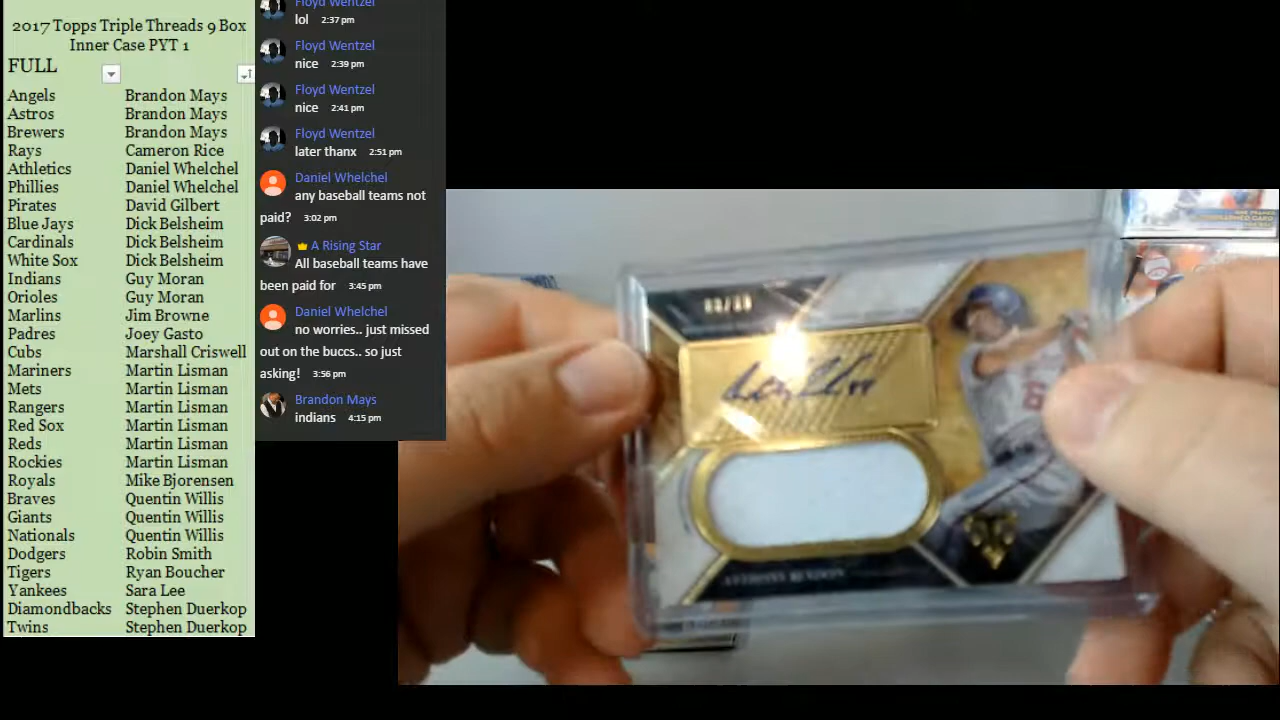 2017 Topps Triple Threads 9 Box
Inner Case PYT 1
FULL
Angels Brandon Mays
Astros Brandon Mays
Brewers Brandon Mays
Rays Cameron Rice
Athletics Daniel Whelchel
Phillies Daniel Whelchel
Pirates David Gilbert
Blue Jays Dick Belsheim
Cardinals Dick Belsheim
White Sox Dick Belsheim
Indians Guy Moran
Orioles Guy Moran
Marlins Jim Browne
Padres Joey Gasto
Cubs Marshall Criswell
Mariners Martin Lisman
Mets Martin Lisman
Rangers Martin Lisman
Red Sox Martin Lisman
Reds Martin Lisman
Rockies Martin Lisman
Royals Mike Bjorensen
Braves Quentin Willis
Giants Quentin Willis
Nationals Quentin Willis
Dodgers Robin Smith
Tigers Ryan Boucher
Yankees Sara Lee
Diamondbacks Stephen Duerkop
Twins Stephen Duerkop
Floyd Wentzel
lol 2:37 pm
Floyd Wentzel
nice 2:39 pm
Floyd Wentzel
nice 2:41 pm
Floyd Wentzel
later thanx 2:51 pm
Daniel Whelchel
any baseball teams not
paid? 3:02 pm
A Rising Star
All baseball teams have
been paid for 3:45 pm
Daniel Whelchel
no worries.. just missed
out on the buccs.. so just
asking! 3:56 pm
Brandon Mays
indians 4:15 pm
ANTHONY RENDON